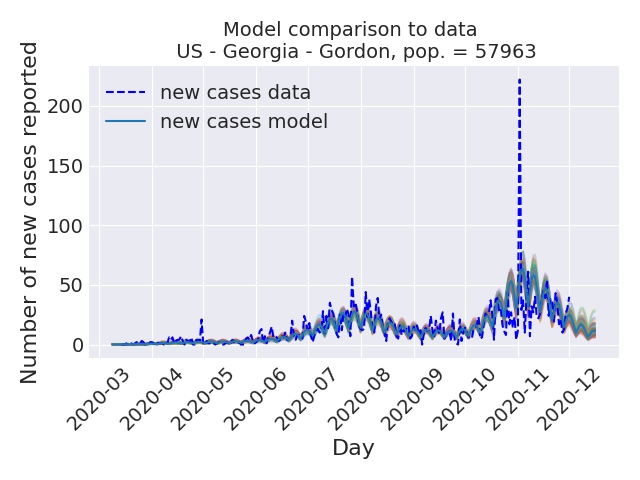 Model comparison to data
US - Georgia - Gordon, pop. = 57963
Number of new cases reported
200
150
100
50
0
new cases data
new cases model
2020-03
2020-04
2020-05
2020-06
2020-07
2020-08
2020-09
2020-10
2020-11
2020-12
Day